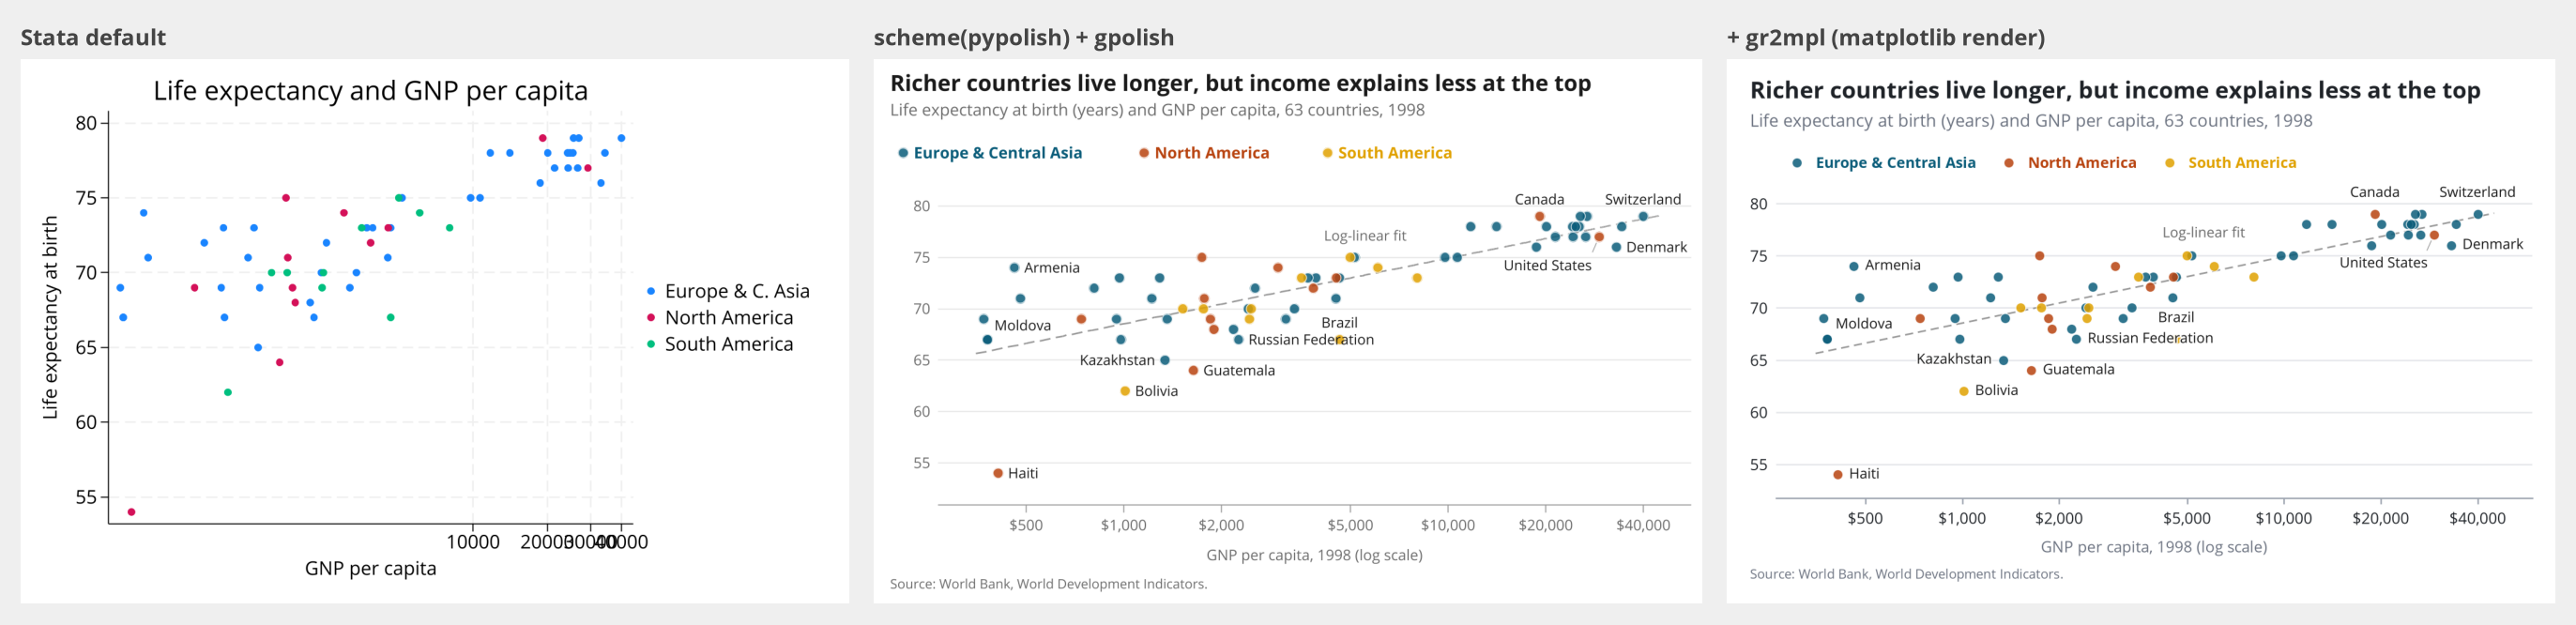 Stata default
Life expectancy and GNP per capita
80
75
70
65
60
55
Life expectancy at birth
10000
20000
30000
40000
GNP per capita
Europe & C. Asia
North America
South America
scheme(pypolish) + gpolish
Richer countries live longer, but income explains less at the top
Life expectancy at birth (years) and GNP per capita, 63 countries, 1998
Europe & Central Asia North America South America
Canada Switzerland
80
Log-linear fit
75
Denmark
United States
Armenia
70
Moldova
Brazil
Russian Federation
65
Kazakhstan
Guatemala
Bolivia
60
55
Haiti
$500 $1,000 $2,000 $5,000 $10,000 $20,000 $40,000
GNP per capita, 1998 (log scale)
Source: World Bank, World Development Indicators.
+ gr2mpl (matplotlib render)
Richer countries live longer, but income explains less at the top
Life expectancy at birth (years) and GNP per capita, 63 countries, 1998
Europe & Central Asia North America South America
Canada Switzerland
80
Log-linear fit
75
Denmark
United States
Armenia
70
Moldova
Brazil
Russian Federation
65
Kazakhstan
Guatemala
Bolivia
60
55
Haiti
$500 $1,000 $2,000 $5,000 $10,000 $20,000 $40,000
GNP per capita, 1998 (log scale)
Source: World Bank, World Development Indicators.